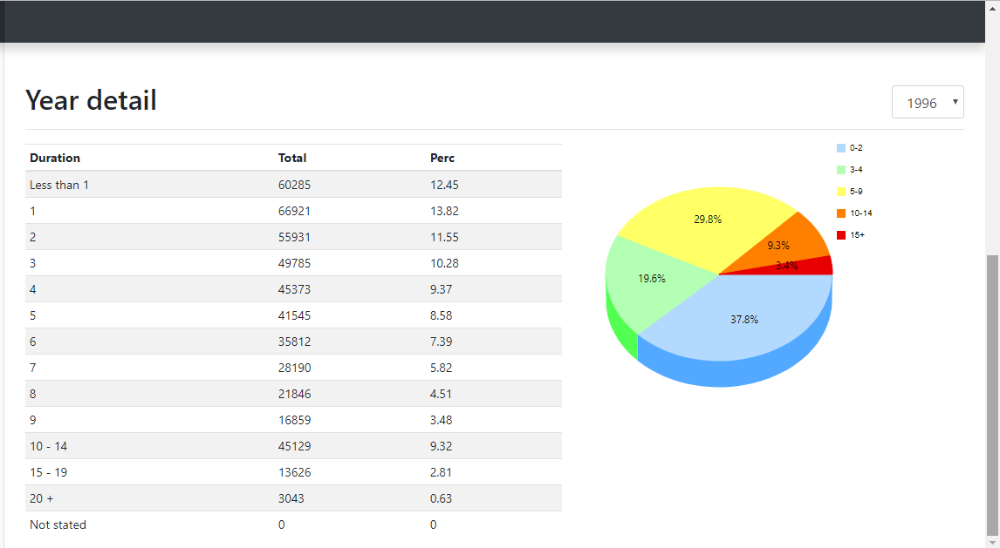 Year detail
1996
Duration Total Perc
Less than 1 60285 12.45
1 66921 13.82
2 55931 11.55
3 49785 10.28
4 45373 9.37
5 41545 8.58
6 35812 7.39
7 28190 5.82
8 21846 4.51
9 16859 3.48
10 - 14 45129 9.32
15 - 19 13626 2.81
20 + 3043 0.63
Not stated 0 0
0-2
3-4
5-9
10-14
15+
29.8%
9.3%
3.4%
19.6%
37.8%